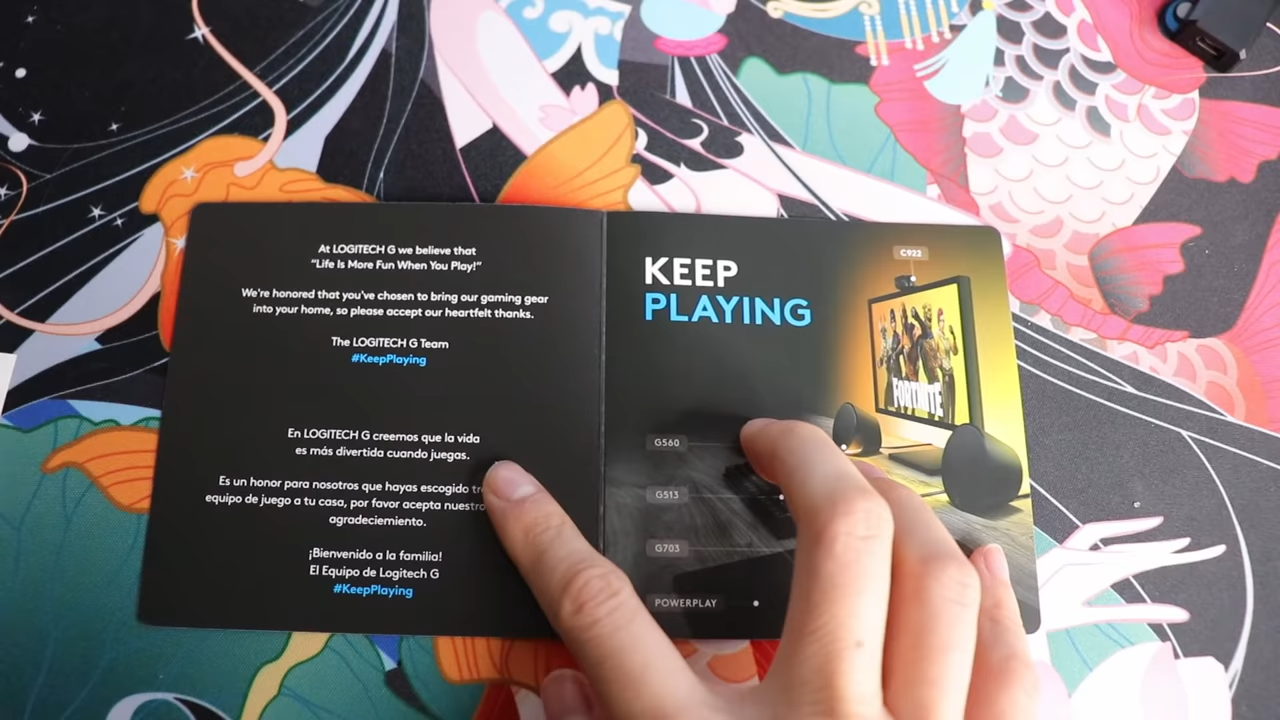 At LOGITECH G we believe that
“Life Is More Fun When You Play!”
We're honored that you've chosen to bring our gaming gear
into your home, so please accept our heartfelt thanks.
The LOGITECH G Team
#KeepPlaying
En LOGITECH G creemos que la vida
es más divertida cuando juegas.
Es un honor para nosotros que hayas escogido
equipo de juego a tu casa, por favor acepta nuestro
agradeciemiento.
¡Bienvenido a la familia!
El Equipo de Logitech G
#KeepPlaying
KEEP
PLAYING
C922
FORTNITE
G560
G513
G703
POWERPLAY